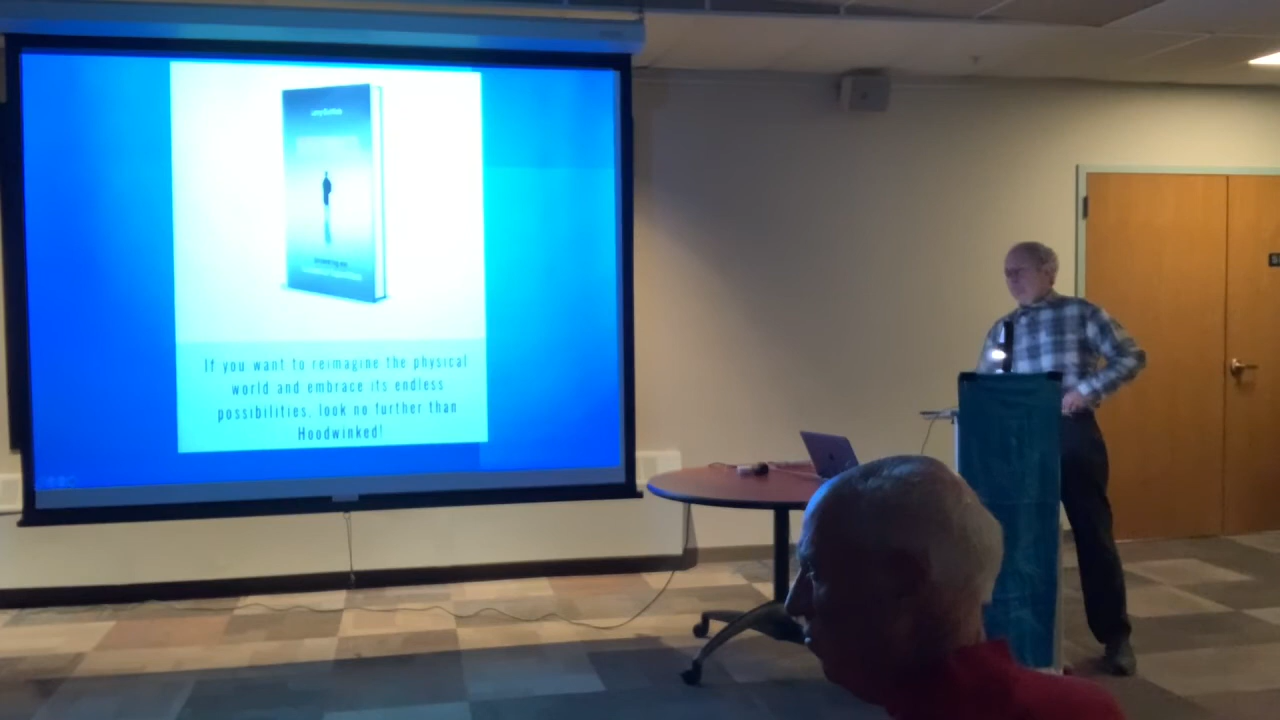 If you want to reimagine the physical
world and embrace its endless
possibilities, look no further than
Hoodwinked!